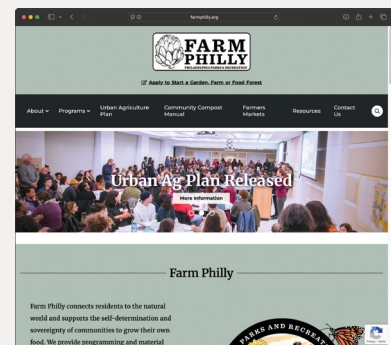 farmphilly.org
FARM
PHILLY
PHILADELPHIA PARKS & RECREATION
Apply to Start a Garden, Farm or Food Forest
About
Programs
Urban Agriculture
Plan
Community Compost
Manual
Farmers
Markets
Resources
Contact
Us
Urban Ag Plan Released
More Information
Farm Philly
Farm Philly connects residents to the natural
world and supports the self-determination and
sovereignty of communities to grow their own
food. We provide programming and material
PARKS AND RECREA